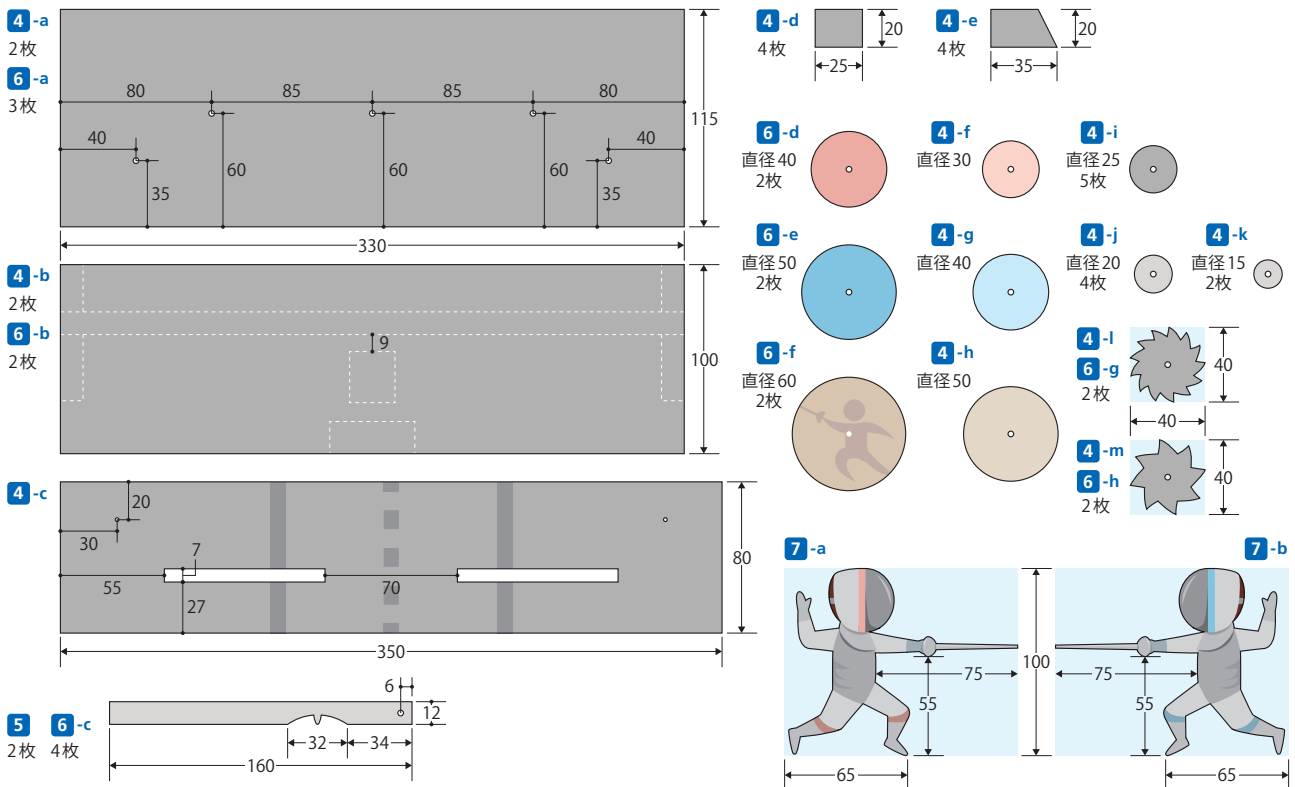 4 -a
2枚
6 -a
3枚
80
85
85
80
40
40
35
60
60
60
35
115
330
4 -b
2枚
6 -b
2枚
9
100
4 -c
20
30
7
55
27
70
80
350
5
2枚
6 -c
4枚
6
12
32
34
160
4 -d
4枚
20
25
4 -e
4枚
20
35
6 -d
直径40
2枚
4 -f
直径30
4 -i
直径25
5枚
6 -e
直径50
2枚
4 -g
直径40
4 -j
直径20
4枚
4 -k
直径15
2枚
6 -f
直径60
2枚
4 -h
直径50
4 -l
6 -g
2枚
40
40
4 -m
6 -h
2枚
40
7 -a
7 -b
75
55
100
75
55
65
65